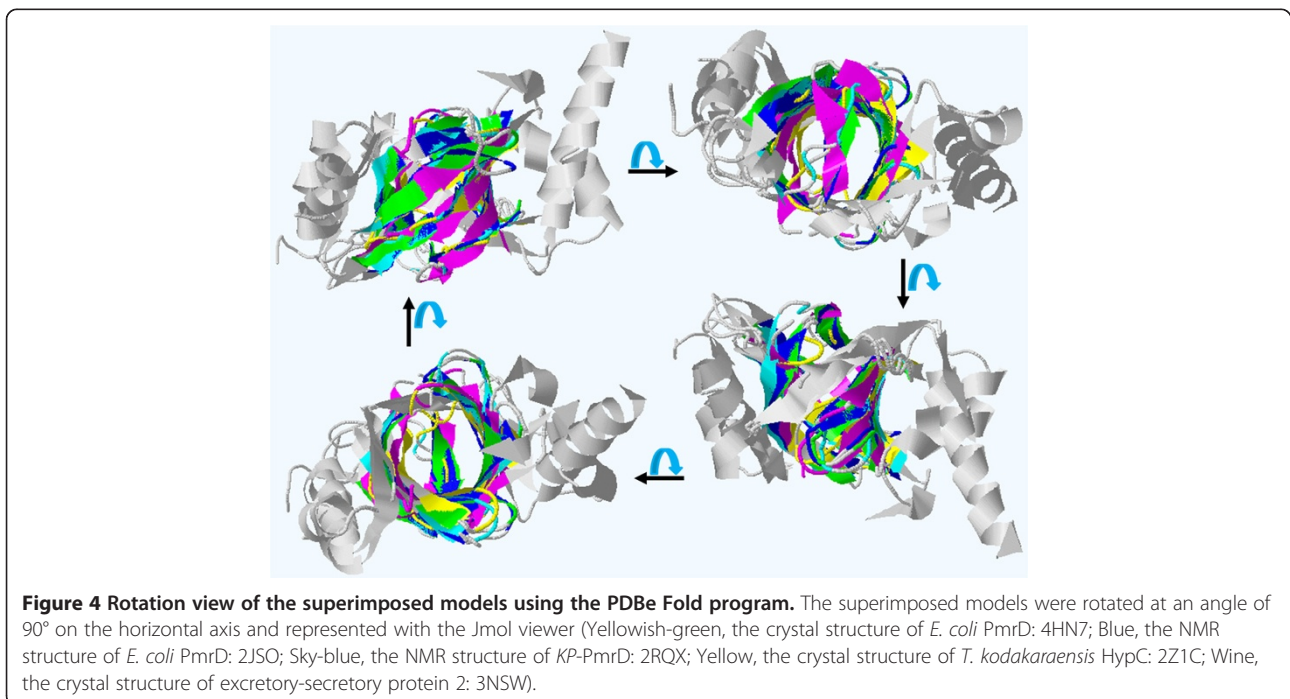 Figure 4 Rotation view of the superimposed models using the PDBe Fold program. The superimposed models were rotated at an angle of
90° on the horizontal axis and represented with the Jmol viewer (Yellowish-green, the crystal structure of E. coli PmrD: 4HN7; Blue, the NMR
structure of E. coli PmrD: 2JSO; Sky-blue, the NMR structure of KP-PmrD: 2RQX; Yellow, the crystal structure of T. kodakaraensis HypC: 2Z1C; Wine,
the crystal structure of excretory-secretory protein 2: 3NSW).